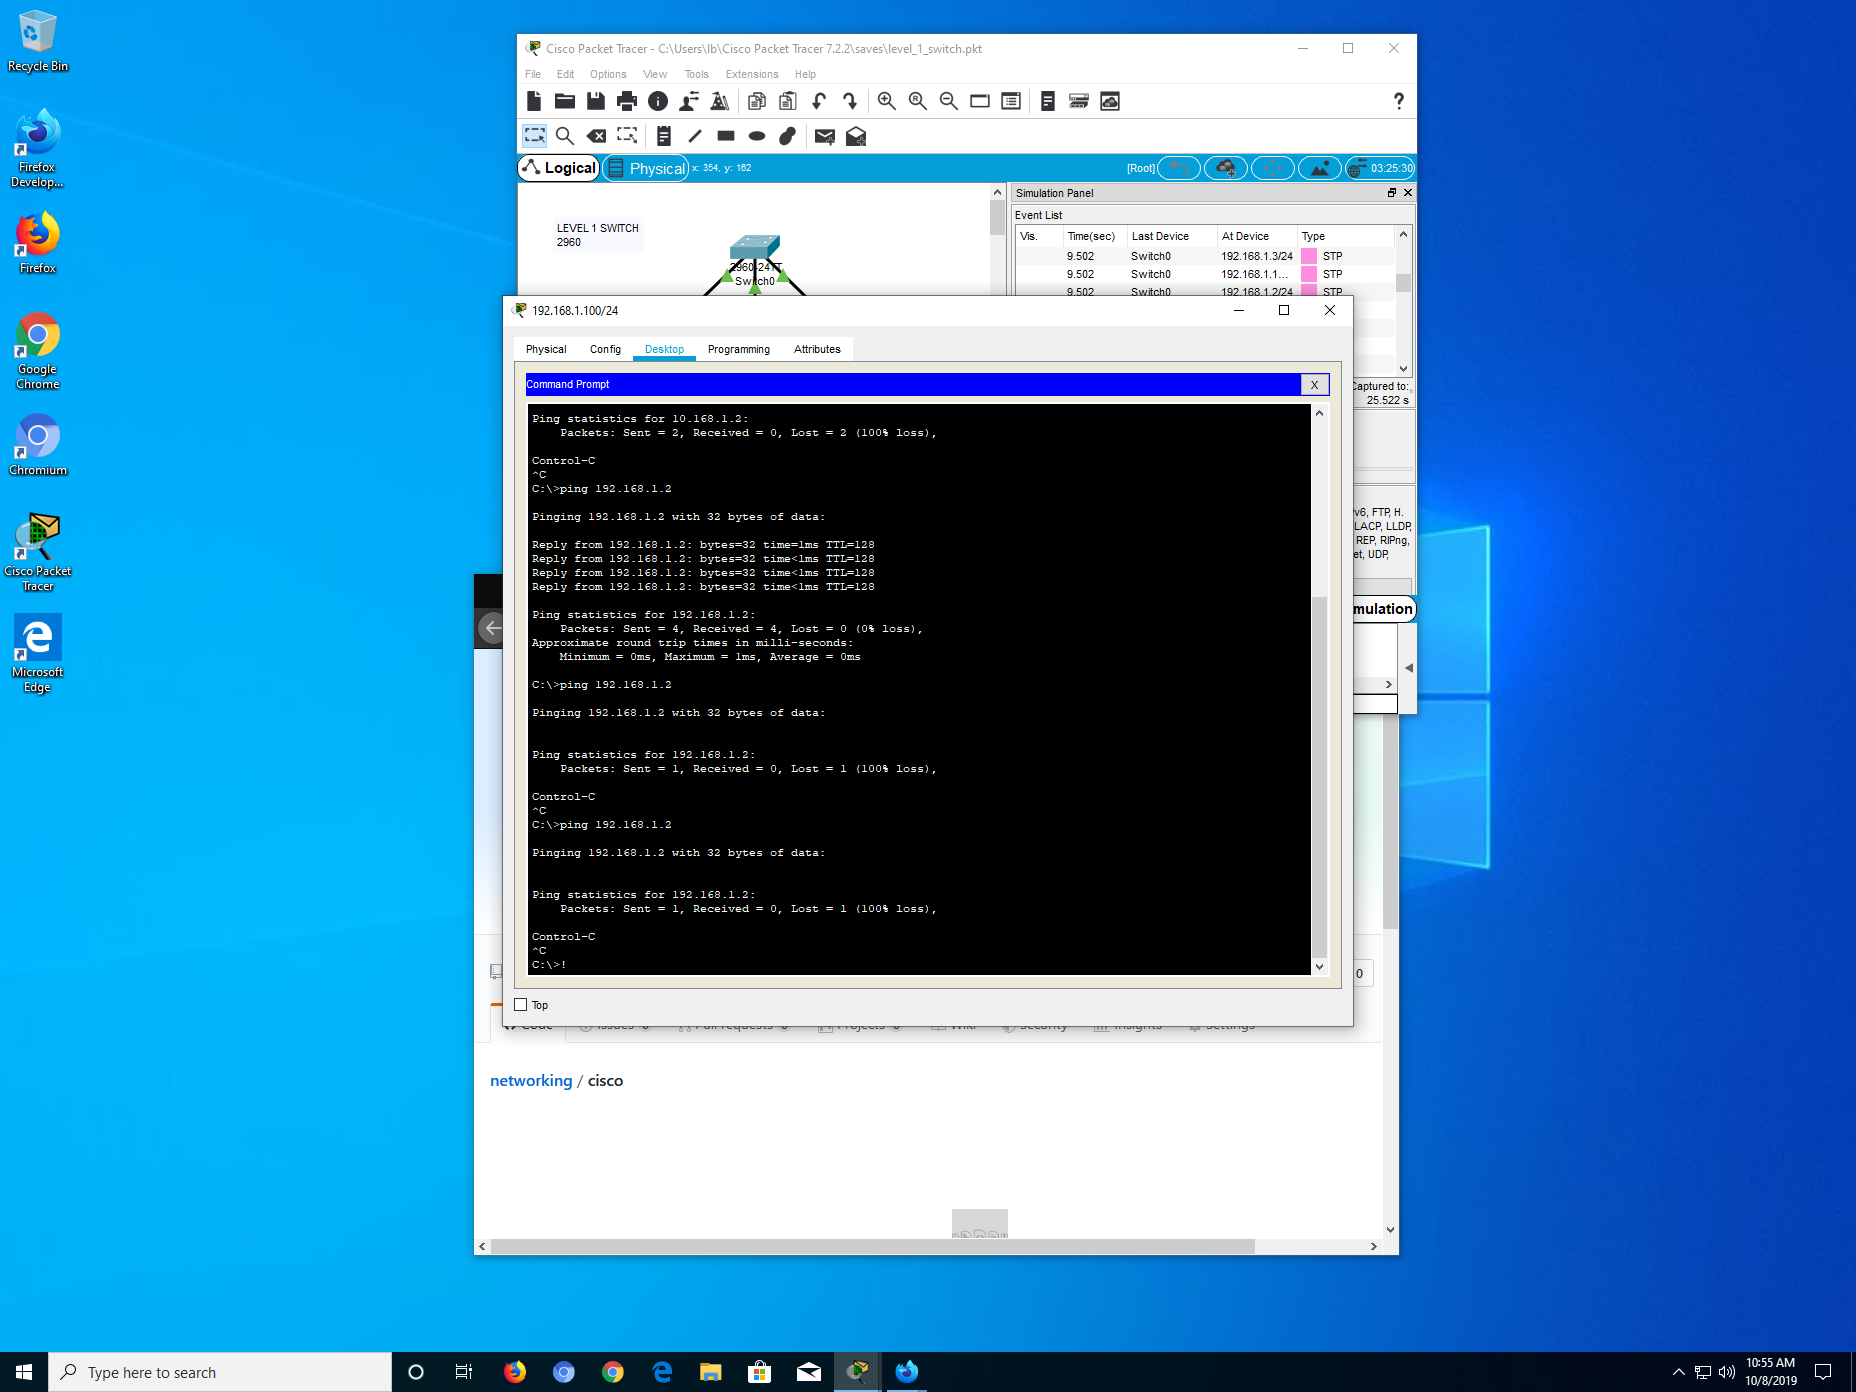 Recycle Bin
Firefox
Develop...
Firefox
Google
Chrome
Chromium
Cisco Packet
Tracer
Microsoft
Edge
Cisco Packet Tracer - C:\Users\lb\Cisco Packet Tracer 7.2.2\saves\level_1_switch.pkt
File Edit Options View Tools Extensions Help
?
Logical Physical x: 354, y: 162 [Root] 03:25:30
LEVEL 1 SWITCH
2960
2960-24TT
Switch0
Simulation Panel
Event List
Vis. Time(sec) Last Device At Device Type
9.502 Switch0 192.168.1.3/24 STP
9.502 Switch0 192.168.1.1... STP
9.502 Switch0 192.168.1.2/24 STP
Captured to:
25.522 s
v6, FTP, H.
LACP, LLDP,
REP, RIPng,
et, UDP,
mulation
192.168.1.100/24
Physical Config Desktop Programming Attributes
Command Prompt X
Ping statistics for 10.168.1.2:
Packets: Sent = 2, Received = 0, Lost = 2 (100% loss),
Control-C
^C
C:\>ping 192.168.1.2
Pinging 192.168.1.2 with 32 bytes of data:
Reply from 192.168.1.2: bytes=32 time=1ms TTL=128
Reply from 192.168.1.2: bytes=32 time<1ms TTL=128
Reply from 192.168.1.2: bytes=32 time<1ms TTL=128
Reply from 192.168.1.2: bytes=32 time<1ms TTL=128
Ping statistics for 192.168.1.2:
Packets: Sent = 4, Received = 4, Lost = 0 (0% loss),
Approximate round trip times in milli-seconds:
Minimum = 0ms, Maximum = 1ms, Average = 0ms
C:\>ping 192.168.1.2
Pinging 192.168.1.2 with 32 bytes of data:
Ping statistics for 192.168.1.2:
Packets: Sent = 1, Received = 0, Lost = 1 (100% loss),
Control-C
^C
C:\>ping 192.168.1.2
Pinging 192.168.1.2 with 32 bytes of data:
Ping statistics for 192.168.1.2:
Packets: Sent = 1, Received = 0, Lost = 1 (100% loss),
Control-C
^C
C:\>!
Top
0
Code Issues 0 Pull requests 0 Projects 0 Wiki Security Insights Settings
networking / cisco
Type here to search
10:55 AM
10/8/2019